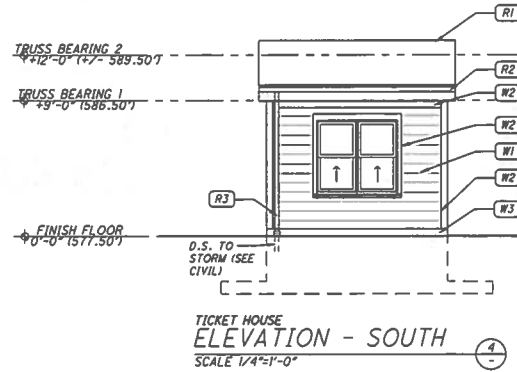 R1
TRUSS BEARING 2
+12'-0" (+/- 589.50')
R2
TRUSS BEARING 1
+9'-0" (586.50')
W2
W2
W1
R3
W2
W3
FINISH FLOOR
0'-0" (577.50')
D.S. TO
STORM (SEE
CIVIL)
TICKET HOUSE
ELEVATION - SOUTH
SCALE 1/4"=1'-0"
4
-